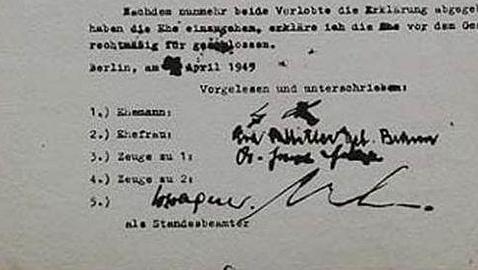 Nachdem nunmehr beide Verlobte die Erklärung abgegeb
haben die Ehe einzugehen, erkläre ich die Ehe vor dem Ges
rechtmäßig für geschlossen.
Berlin, am April 1945
Vorgelesen und unterschrieben:
1.) Ehemann:
2.) Ehefrau: Eva Hitler geb. Braun
3.) Zeuge zu 1:
4.) Zeuge zu 2:
5.) Wagner.
als Standesbeamter